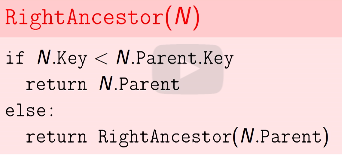 RightAncestor(N)
if N.Key < N.Parent.Key
return N.Parent
else:
return RightAncestor(N.Parent)